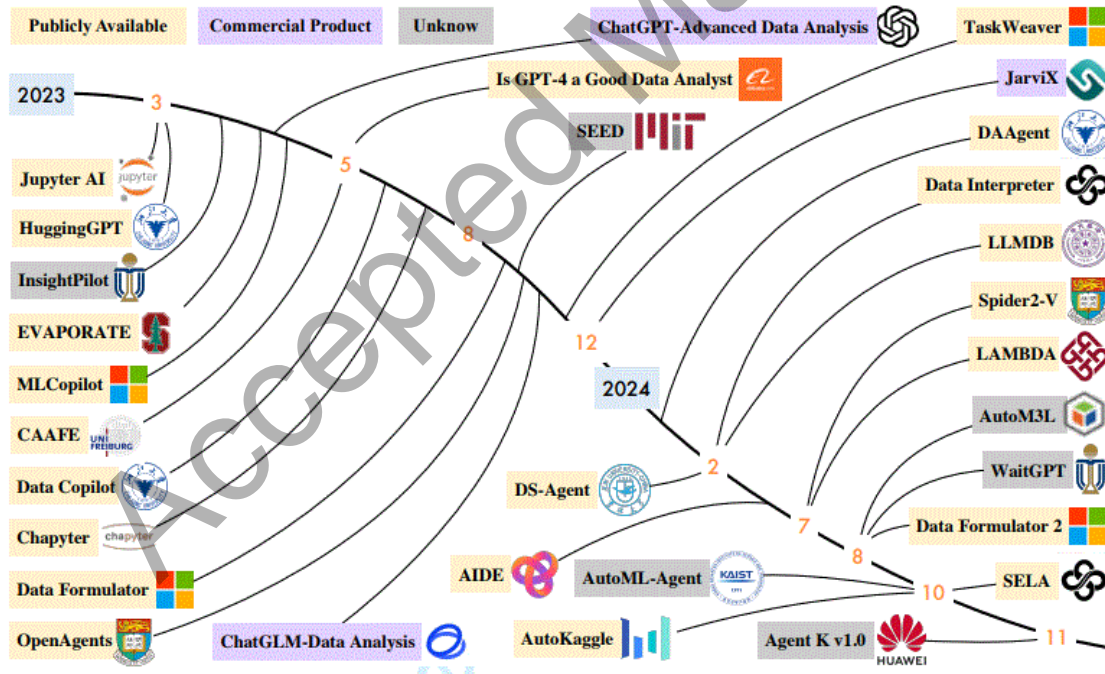 Publicly Available
Commercial Product
Unknow
ChatGPT-Advanced Data Analysis
TaskWeaver
Is GPT-4 a Good Data Analyst
JarviX
2023
3
SEED
MIT
DAAgent
5
Jupyter AI
jupyter
Data Interpreter
HuggingGPT
8
LLMDB
InsightPilot
Spider2-V
EVAPORATE
12
LAMBDA
MLCopilot
2024
AutoM3L
CAAFE
UNI
FREIBURG
2
WaitGPT
Data Copilot
DS-Agent
7
Data Formulator 2
Chapyter
chapyter
8
AIDE
AutoML-Agent
KAIST
1971
10
SELA
Data Formulator
OpenAgents
ChatGLM-Data Analysis
AutoKaggle
Agent K v1.0
HUAWEI
11
Accepted